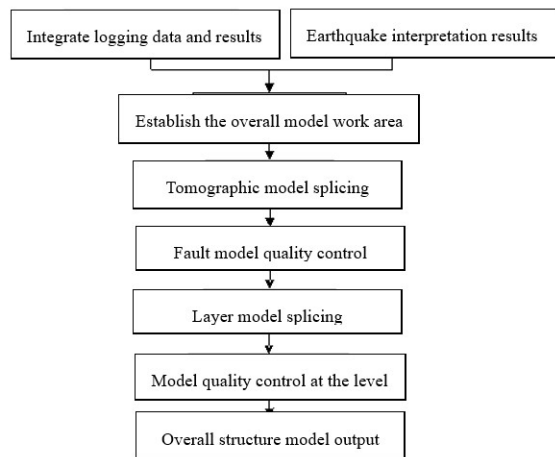 Integrate logging data and results
Earthquake interpretation results
Establish the overall model work area
Tomographic model splicing
Fault model quality control
Layer model splicing
Model quality control at the level
Overall structure model output